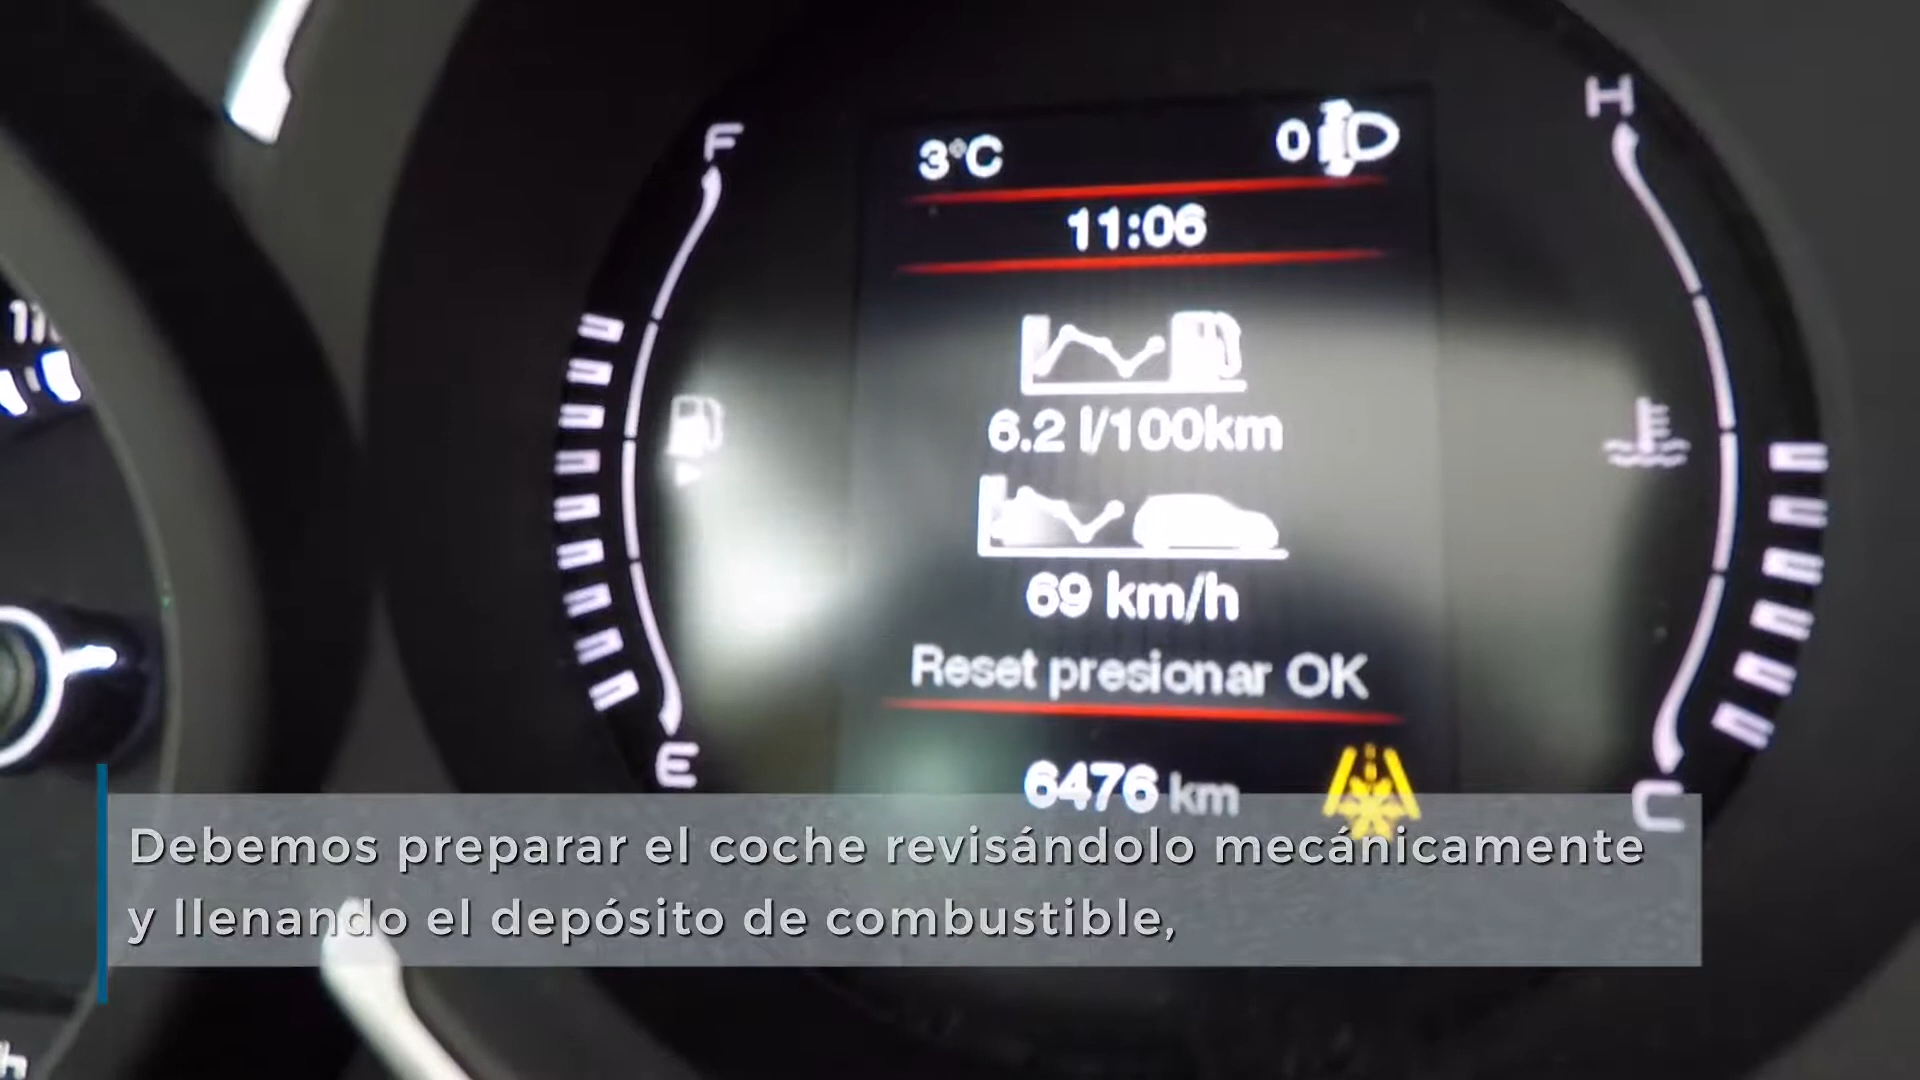 F
H
3°C
0
11:06
6.2 l/100km
69 km/h
Reset presionar OK
6476 km
E
C
Debemos preparar el coche revisándolo mecánicamente
y llenando el depósito de combustible,